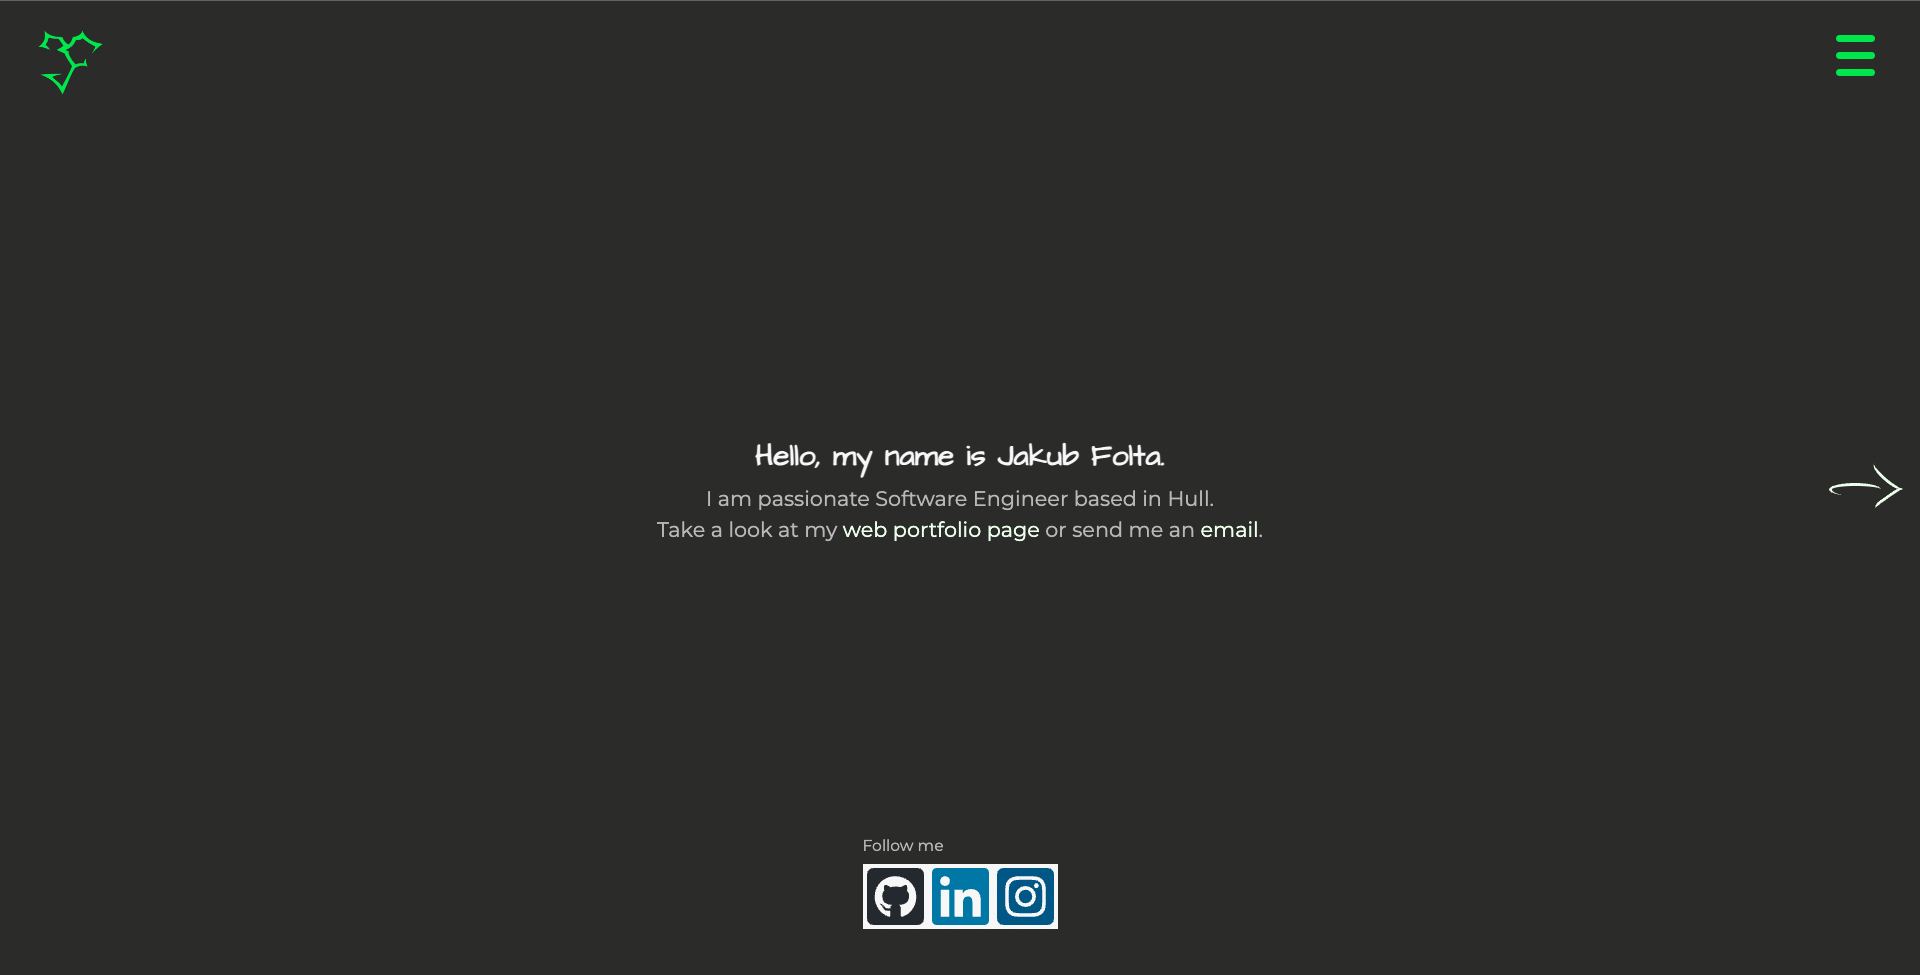 Hello, my name is Jakub Folta.
I am passionate Software Engineer based in Hull.
Take a look at my web portfolio page or send me an email.
Follow me
in